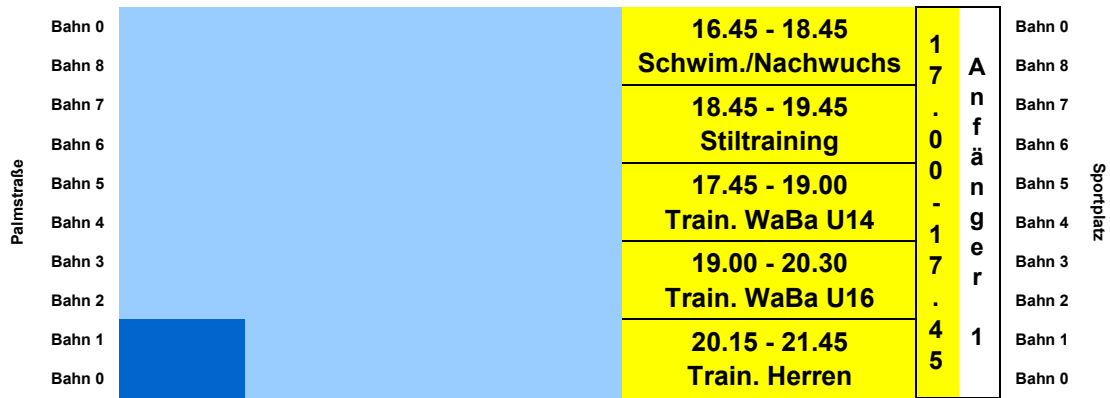 Palmstraße
Bahn 0
Bahn 8
Bahn 7
Bahn 6
Bahn 5
Bahn 4
Bahn 3
Bahn 2
Bahn 1
Bahn 0
16.45 - 18.45
Schwim./Nachwuchs
18.45 - 19.45
Stiltraining
17.45 - 19.00
Train. WaBa U14
19.00 - 20.30
Train. WaBa U16
20.15 - 21.45
Train. Herren
17.00-17.45
Anfänger 1
Bahn 0
Bahn 8
Bahn 7
Bahn 6
Bahn 5
Bahn 4
Bahn 3
Bahn 2
Bahn 1
Bahn 0
Sportplatz